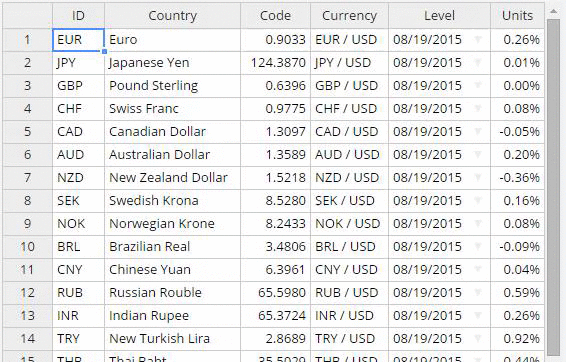 ID Country Code Currency Level Units
1 EUR Euro 0.9033 EUR / USD 08/19/2015 0.26%
2 JPY Japanese Yen 124.3870 JPY / USD 08/19/2015 0.01%
3 GBP Pound Sterling 0.6396 GBP / USD 08/19/2015 0.00%
4 CHF Swiss Franc 0.9775 CHF / USD 08/19/2015 0.08%
5 CAD Canadian Dollar 1.3097 CAD / USD 08/19/2015 -0.05%
6 AUD Australian Dollar 1.3589 AUD / USD 08/19/2015 0.20%
7 NZD New Zealand Dollar 1.5218 NZD / USD 08/19/2015 -0.36%
8 SEK Swedish Krona 8.5280 SEK / USD 08/19/2015 0.16%
9 NOK Norwegian Krone 8.2433 NOK / USD 08/19/2015 0.08%
10 BRL Brazilian Real 3.4806 BRL / USD 08/19/2015 -0.09%
11 CNY Chinese Yuan 6.3961 CNY / USD 08/19/2015 0.04%
12 RUB Russian Rouble 65.5980 RUB / USD 08/19/2015 0.59%
13 INR Indian Rupee 65.3724 INR / USD 08/19/2015 0.26%
14 TRY New Turkish Lira 2.8689 TRY / USD 08/19/2015 0.92%
15 THB Thai Baht 35.5029 THB / USD 08/19/2015 0.44%